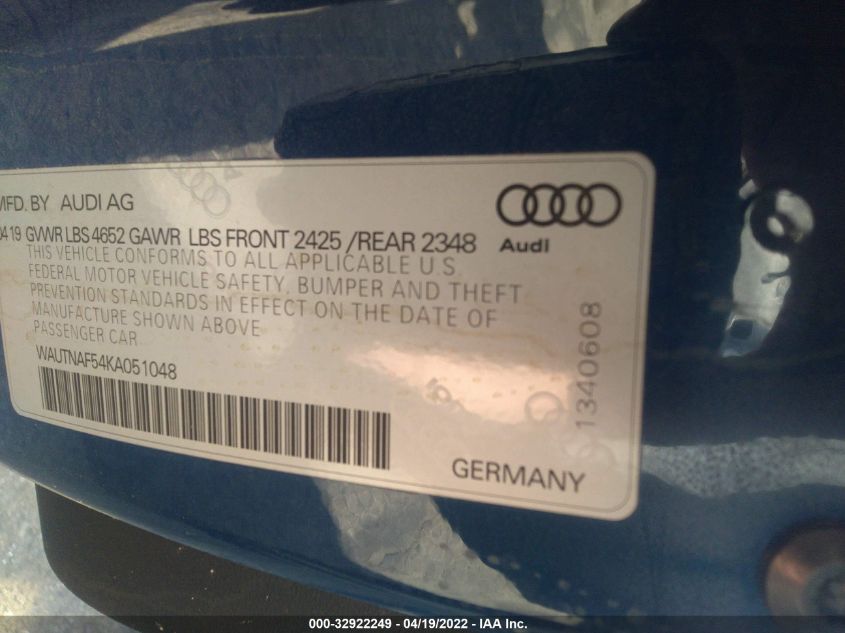 MFD. BY AUDI AG
0419 GVWR LBS 4652 GAWR LBS FRONT 2425 /REAR 2348
THIS VEHICLE CONFORMS TO ALL APPLICABLE U.S.
FEDERAL MOTOR VEHICLE SAFETY, BUMPER AND THEFT
PREVENTION STANDARDS IN EFFECT ON THE DATE OF
MANUFACTURE SHOWN ABOVE
PASSENGER CAR
WAUTNAF54KA051048
Audi
1340608
GERMANY
000-32922249 - 04/19/2022 - IAA Inc.